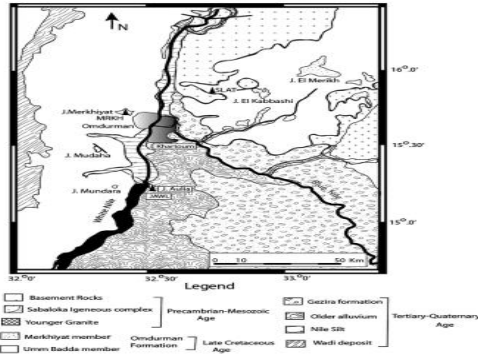 N
16°.0'
J. El Merikh
SLAT
J. El Kabbashi
J.Merkhiyat
MRKH
Omdurman
Khartoum
15°.30'
J. Mudaha
J. Mundara
J. Aulia
JAWL
White Nile
Blue Nile
15°.0'
0 10 50 Km
32°.0' 32°.30' 33°.0'
Legend
Basement Rocks
Sabaloka Igeneous complex
Younger Granite
Precambrian-Mesozoic
Age
Merkhiyat member
Umm Badda member
Omdurman
Formation
Late Cretaceous
Age
Gezira formation
Older alluvium
Nile Silt
Wadi deposit
Tertiary-Quaternary
Age